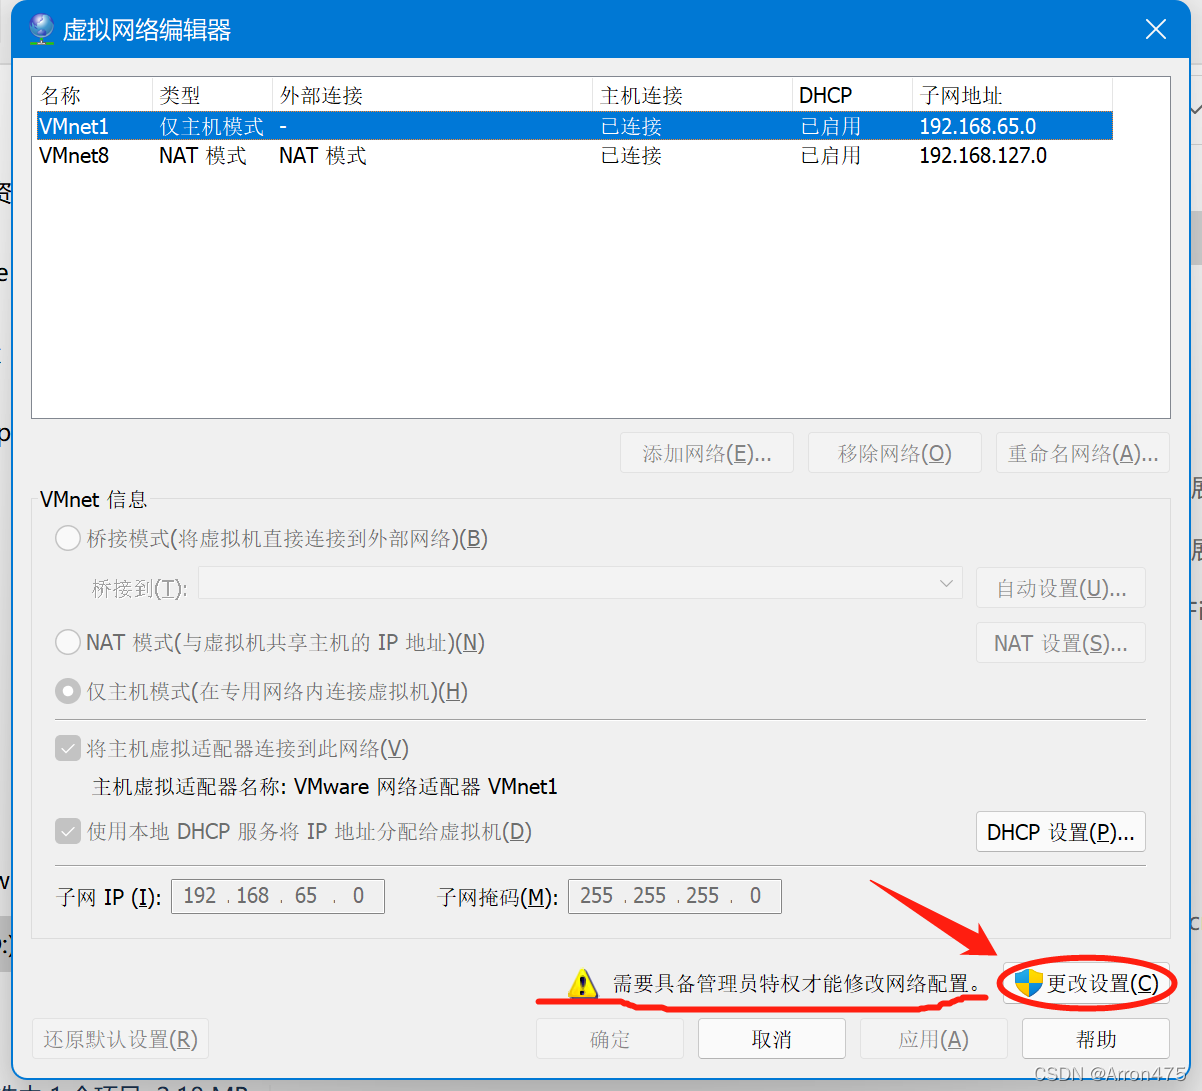 虚拟网络编辑器
名称 类型 外部连接 主机连接 DHCP 子网地址
VMnet1 仅主机模式 - 已连接 已启用 192.168.65.0
VMnet8 NAT 模式 NAT 模式 已连接 已启用 192.168.127.0
添加网络(E)... 移除网络(O) 重命名网络(A)...
VMnet 信息
桥接模式(将虚拟机直接连接到外部网络)(B)
桥接到(T): 自动设置(U)...
NAT 模式(与虚拟机共享主机的 IP 地址)(N) NAT 设置(S)...
仅主机模式(在专用网络内连接虚拟机)(H)
将主机虚拟适配器连接到此网络(V)
主机虚拟适配器名称: VMware 网络适配器 VMnet1
使用本地 DHCP 服务将 IP 地址分配给虚拟机(D) DHCP 设置(P)...
子网 IP (I): 192 . 168 . 65 . 0 子网掩码(M): 255 . 255 . 255 . 0
需要具备管理员特权才能修改网络配置。 更改设置(C)
还原默认设置(R) 确定 取消 应用(A) 帮助
CSDN @Arron475